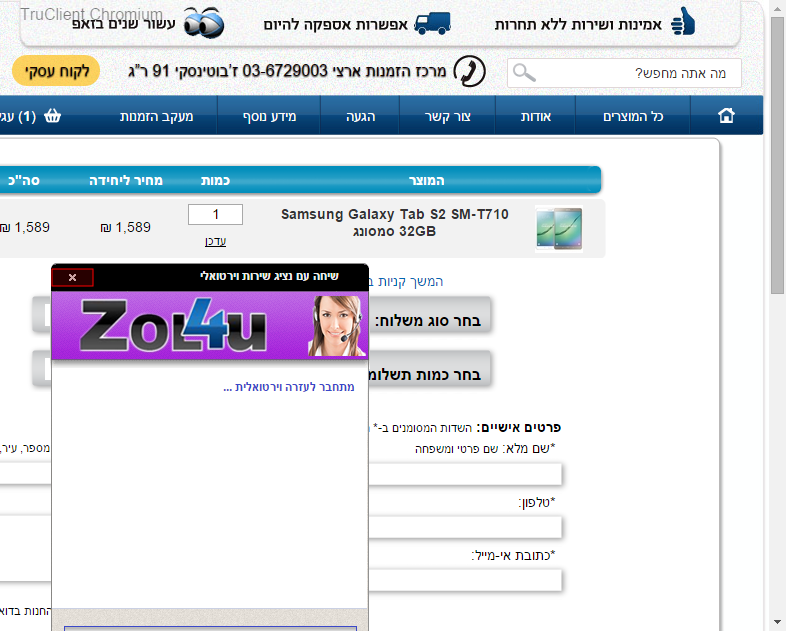 TruClient Chromium
אמינות ושירות ללא תחרות
אפשרות אספקה להיום
עשור שנים בזאפ
מה אתה מחפש?
מרכז הזמנות ארצי 03-6729003 ז'בוטינסקי 91 ר"ג
לקוח עסקי
כל המוצרים
אודות
צור קשר
הגעה
מידע נוסף
מעקב הזמנות
(1)
המוצר
כמות
מחיר ליחידה
סה"כ
Samsung Galaxy Tab S2 SM-T710
32GB סמסונג
1
עדכן
1,589 ₪
1,589 ₪
המשך קניות
שיחה עם נציג שירות וירטואלי
x
ZOL4u
מתחבר לעזרה וירטואלית ...
בחר סוג משלוח:
בחר כמות תשלומ
פרטים אישיים: השדות המסומנים ב-*
*שם מלא: שם פרטי ומשפחה
מספר, עיר,
*טלפון:
*כתובת אי-מייל:
החנות בדוא